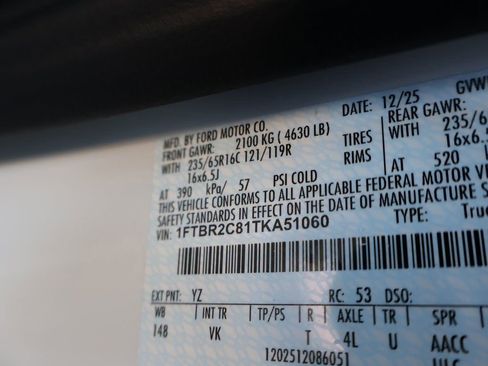 MFD. BY FORD MOTOR CO. DATE: 12/25 GVW
FRONT GAWR: 2100 KG ( 4630 LB) REAR GAWR:
WITH 235/65R16C 121/119R TIRES WITH 235/6
16x6.5J RIMS 16x6.
AT 390 kPa/ 57 PSI COLD AT 520
THIS VEHICLE CONFORMS TO ALL APPLICABLE FEDERAL MOTOR VE
SAFETY STANDARDS IN EFFECT ON THE DATE OF MANUFACTURE S
VIN: 1FTBR2C81TKA51060 TYPE: Truc
EXT PNT: YZ RC: 53 DSO:
WB INT TR TP/PS R AXLE TR SPR
148 VK T 4L U AACC
1202512086051